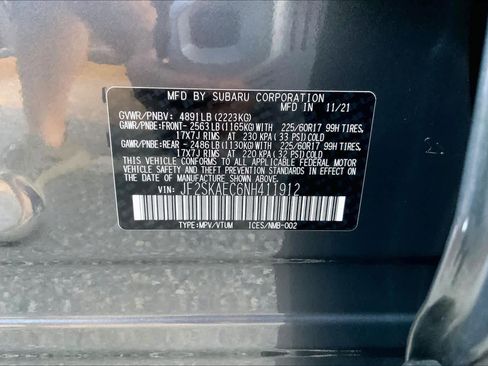 MFD BY SUBARU CORPORATION
MFD IN 11/21
GVWR/PNBV: 4891LB (2223KG)
GAWR/PNBE:FRONT- 2563LB(1165KG)WITH 225/60R17 99H TIRES,
17X7J RIMS AT 230 KPA(33 PSI)COLD
GAWR/PNBE:REAR - 2486LB(1130KG)WITH 225/60R17 99H TIRES,
17X7J RIMS AT 220 KPA(32 PSI)COLD
THIS VEHICLE CONFORMS TO ALL APPLICABLE FEDERAL MOTOR
VEHICLE SAFETY AND BUMPER STANDARDS IN EFFECT ON THE
DATE OF MANUFACTURE SHOWN ABOVE.
VIN: JF2SKAEC6NH411912
TYPE:MPV/VTUM ICES/NMB-002